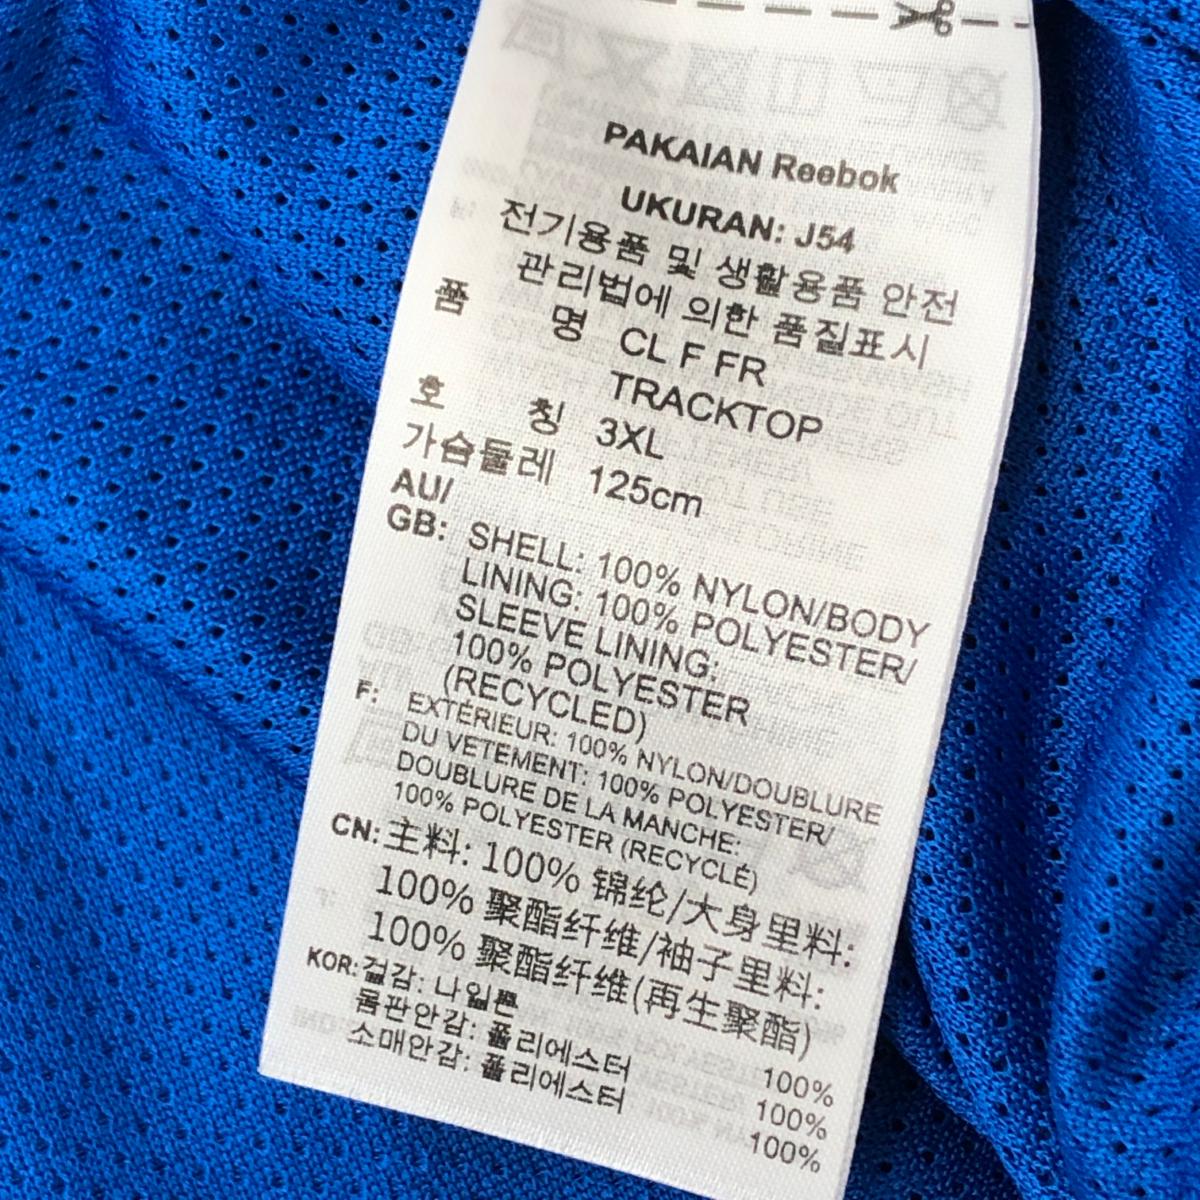 PAKAIAN Reebok
UKURAN: J54
전기용품 및 생활용품 안전
관리법에 의한 품질표시
품 명 CL F FR
TRACKTOP
호 칭 3XL
가슴둘레 125cm
AU/
GB: SHELL: 100% NYLON/BODY
LINING: 100% POLYESTER/
SLEEVE LINING:
100% POLYESTER
(RECYCLED)
F: EXTÉRIEUR: 100% NYLON/DOUBLURE
DU VETEMENT: 100% POLYESTER/
DOUBLURE DE LA MANCHE:
100% POLYESTER (RECYCLÉ)
CN: 主料: 100% 锦纶/大身里料:
100% 聚酯纤维/袖子里料:
100% 聚酯纤维(再生聚酯)
KOR: 겉감: 나일론 100%
몸판안감: 폴리에스터 100%
소매안감: 폴리에스터 100%